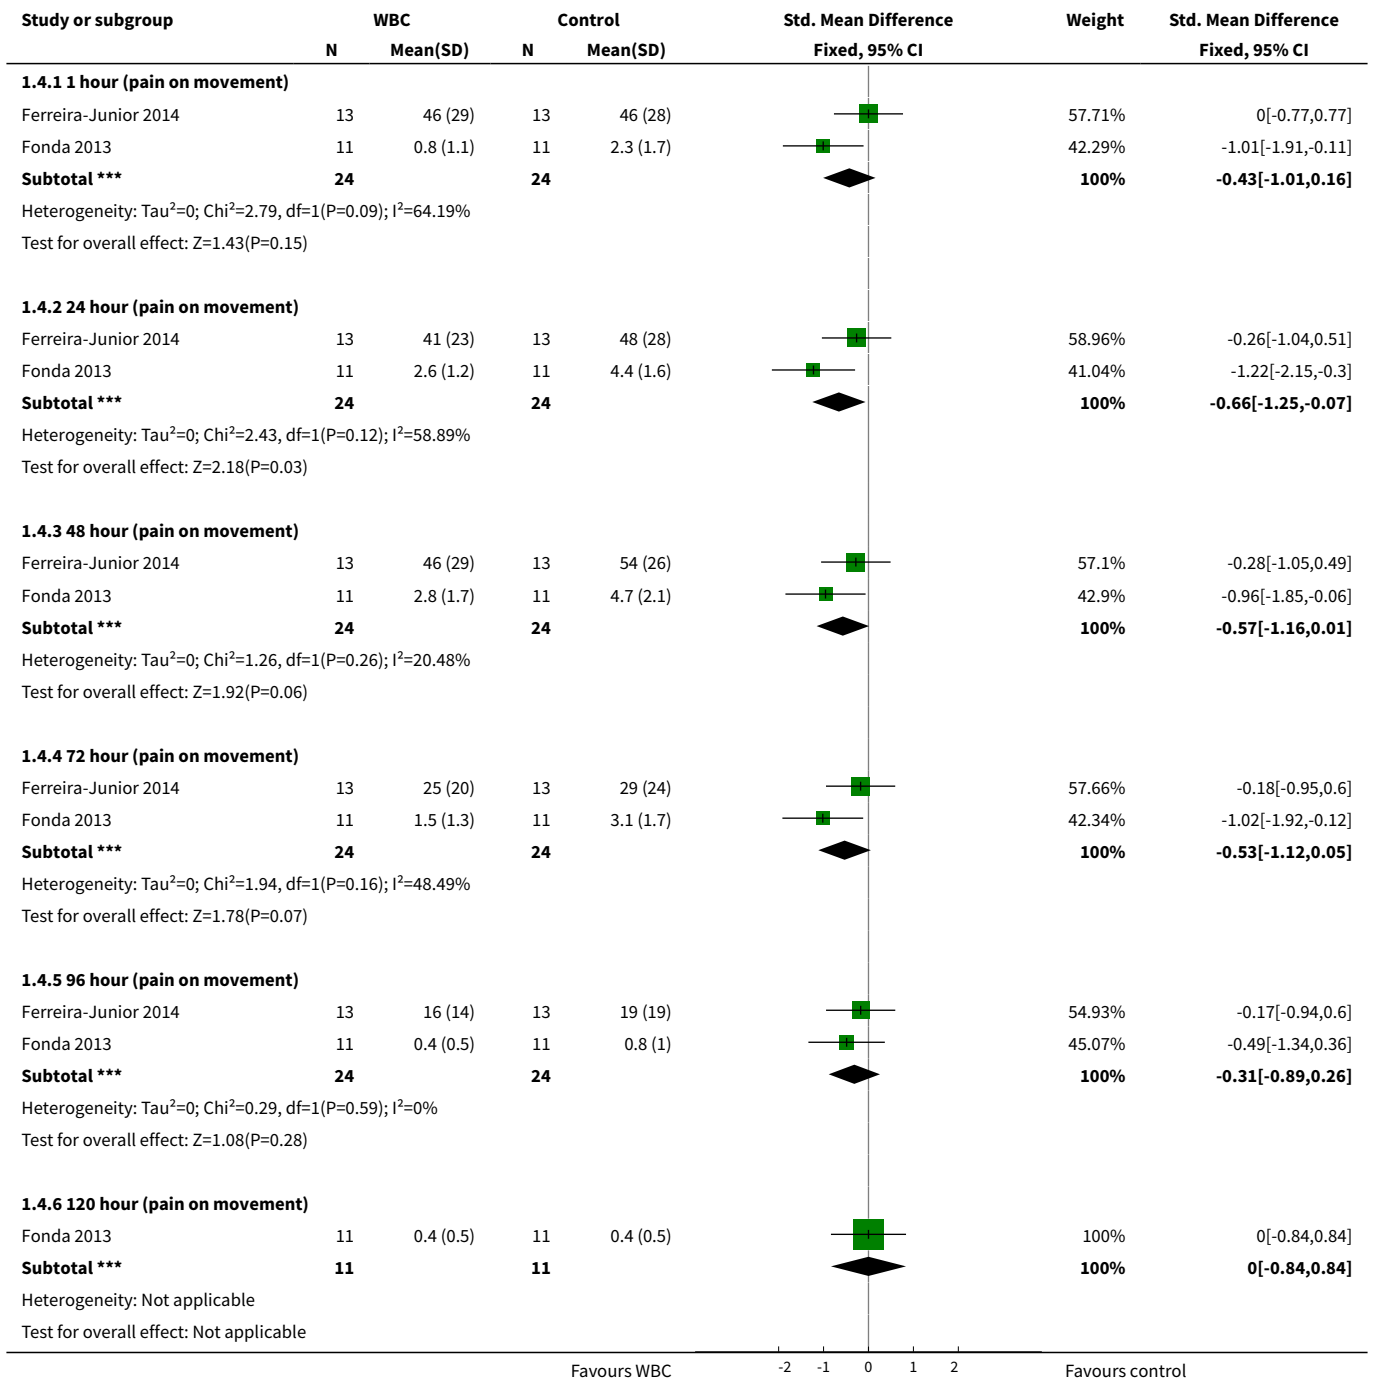 Study or subgroup WBC Control Std. Mean Difference Weight Std. Mean Difference
N Mean(SD) N Mean(SD) Fixed, 95% CI Fixed, 95% CI
1.4.1 1 hour (pain on movement)
Ferreira-Junior 2014 13 46 (29) 13 46 (28) 57.71% 0[-0.77,0.77]
Fonda 2013 11 0.8 (1.1) 11 2.3 (1.7) 42.29% -1.01[-1.91,-0.11]
Subtotal *** 24 24 100% -0.43[-1.01,0.16]
Heterogeneity: Tau²=0; Chi²=2.79, df=1(P=0.09); I²=64.19%
Test for overall effect: Z=1.43(P=0.15)
1.4.2 24 hour (pain on movement)
Ferreira-Junior 2014 13 41 (23) 13 48 (28) 58.96% -0.26[-1.04,0.51]
Fonda 2013 11 2.6 (1.2) 11 4.4 (1.6) 41.04% -1.22[-2.15,-0.3]
Subtotal *** 24 24 100% -0.66[-1.25,-0.07]
Heterogeneity: Tau²=0; Chi²=2.43, df=1(P=0.12); I²=58.89%
Test for overall effect: Z=2.18(P=0.03)
1.4.3 48 hour (pain on movement)
Ferreira-Junior 2014 13 46 (29) 13 54 (26) 57.1% -0.28[-1.05,0.49]
Fonda 2013 11 2.8 (1.7) 11 4.7 (2.1) 42.9% -0.96[-1.85,-0.06]
Subtotal *** 24 24 100% -0.57[-1.16,0.01]
Heterogeneity: Tau²=0; Chi²=1.26, df=1(P=0.26); I²=20.48%
Test for overall effect: Z=1.92(P=0.06)
1.4.4 72 hour (pain on movement)
Ferreira-Junior 2014 13 25 (20) 13 29 (24) 57.66% -0.18[-0.95,0.6]
Fonda 2013 11 1.5 (1.3) 11 3.1 (1.7) 42.34% -1.02[-1.92,-0.12]
Subtotal *** 24 24 100% -0.53[-1.12,0.05]
Heterogeneity: Tau²=0; Chi²=1.94, df=1(P=0.16); I²=48.49%
Test for overall effect: Z=1.78(P=0.07)
1.4.5 96 hour (pain on movement)
Ferreira-Junior 2014 13 16 (14) 13 19 (19) 54.93% -0.17[-0.94,0.6]
Fonda 2013 11 0.4 (0.5) 11 0.8 (1) 45.07% -0.49[-1.34,0.36]
Subtotal *** 24 24 100% -0.31[-0.89,0.26]
Heterogeneity: Tau²=0; Chi²=0.29, df=1(P=0.59); I²=0%
Test for overall effect: Z=1.08(P=0.28)
1.4.6 120 hour (pain on movement)
Fonda 2013 11 0.4 (0.5) 11 0.4 (0.5) 100% 0[-0.84,0.84]
Subtotal *** 11 11 100% 0[-0.84,0.84]
Heterogeneity: Not applicable
Test for overall effect: Not applicable
Favours WBC -2 -1 0 1 2 Favours control